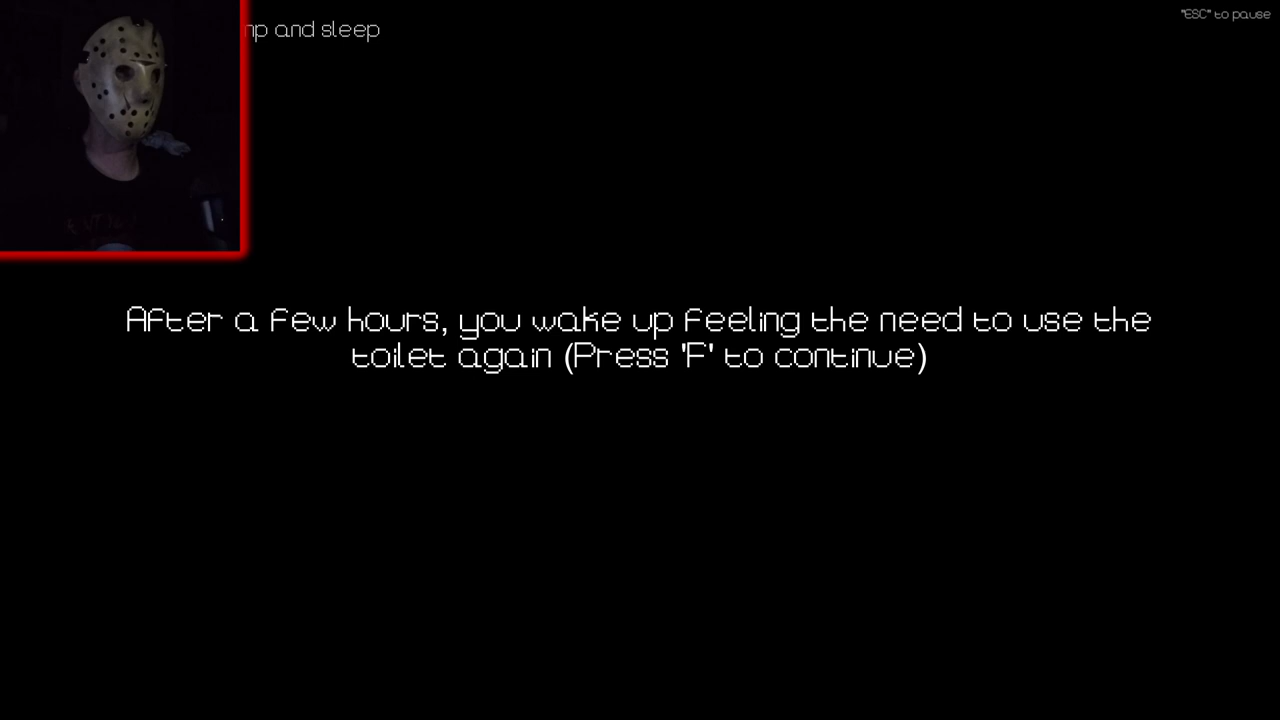 and sleep
"ESC" to pause
After a few hours, you wake up feeling the need to use the
toilet again (Press 'F' to continue)